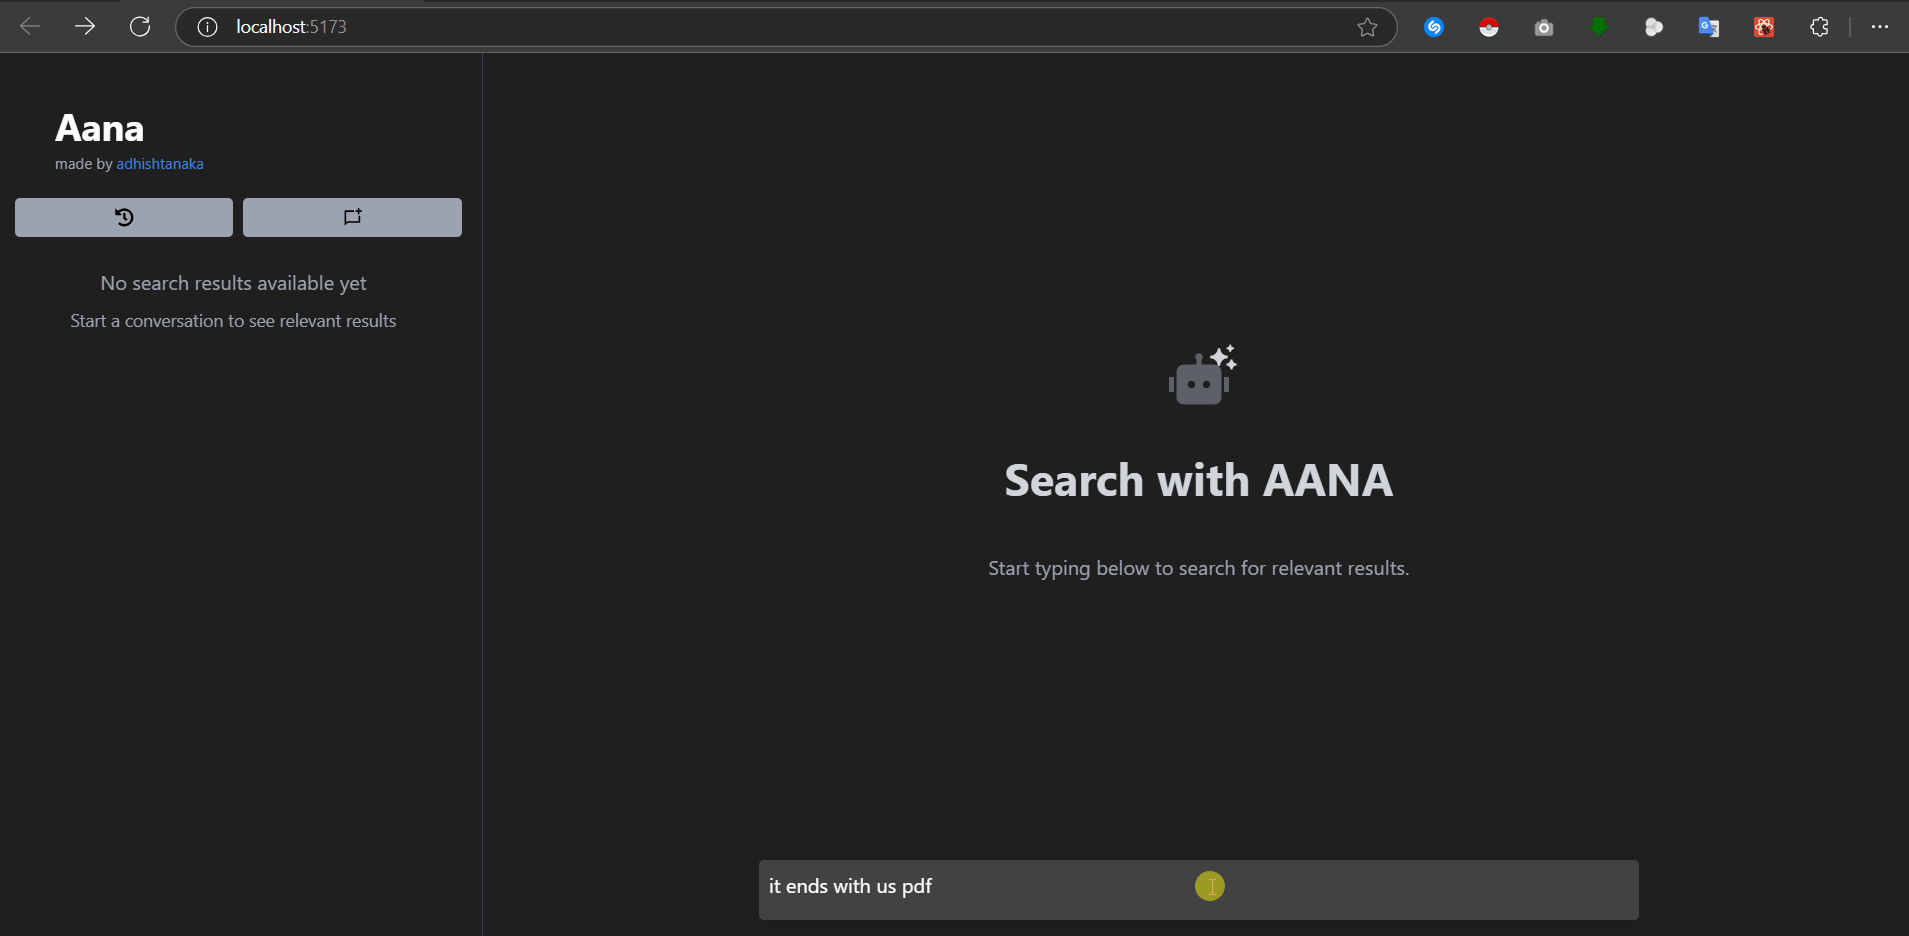 localhost:5173
Aana
made by adhishtanaka
No search results available yet
Start a conversation to see relevant results
Search with AANA
Start typing below to search for relevant results.
it ends with us pdf